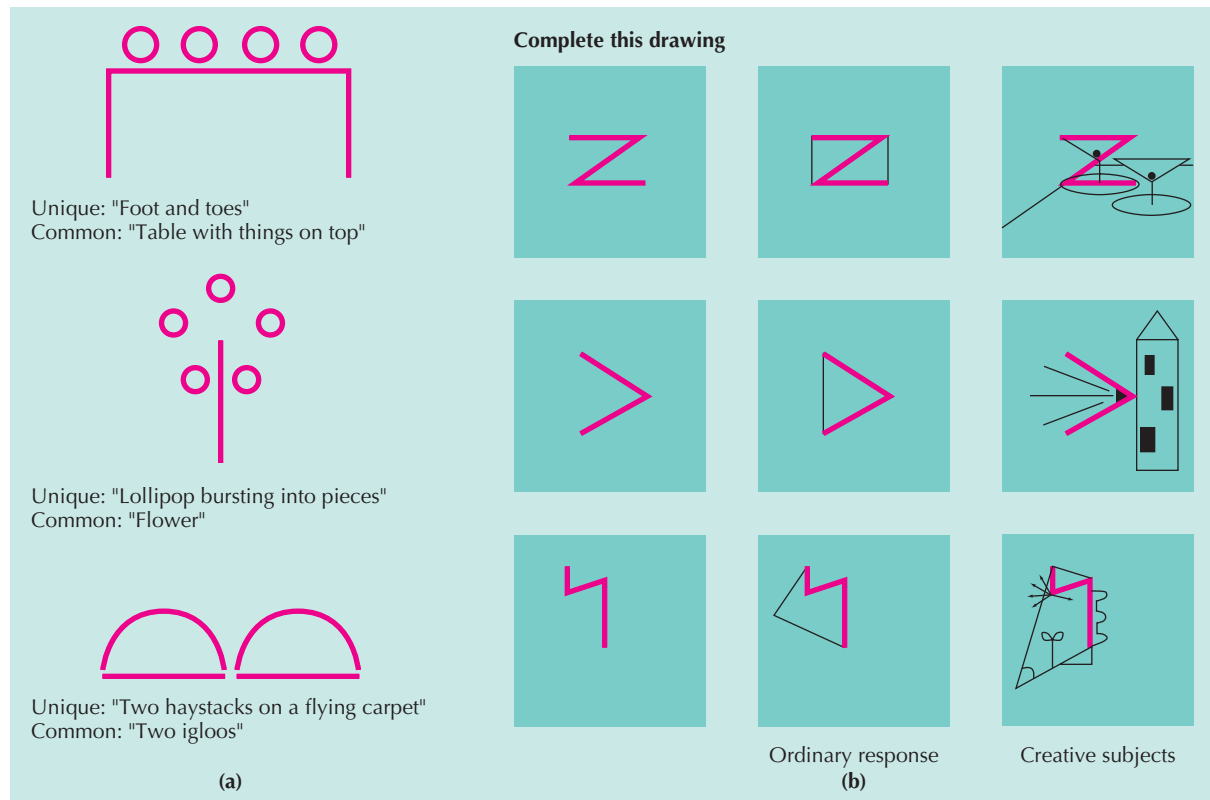 Unique: "Foot and toes"
Common: "Table with things on top"
Unique: "Lollipop bursting into pieces"
Common: "Flower"
Unique: "Two haystacks on a flying carpet"
Common: "Two igloos"
(a)
Complete this drawing
Ordinary response
Creative subjects
(b)